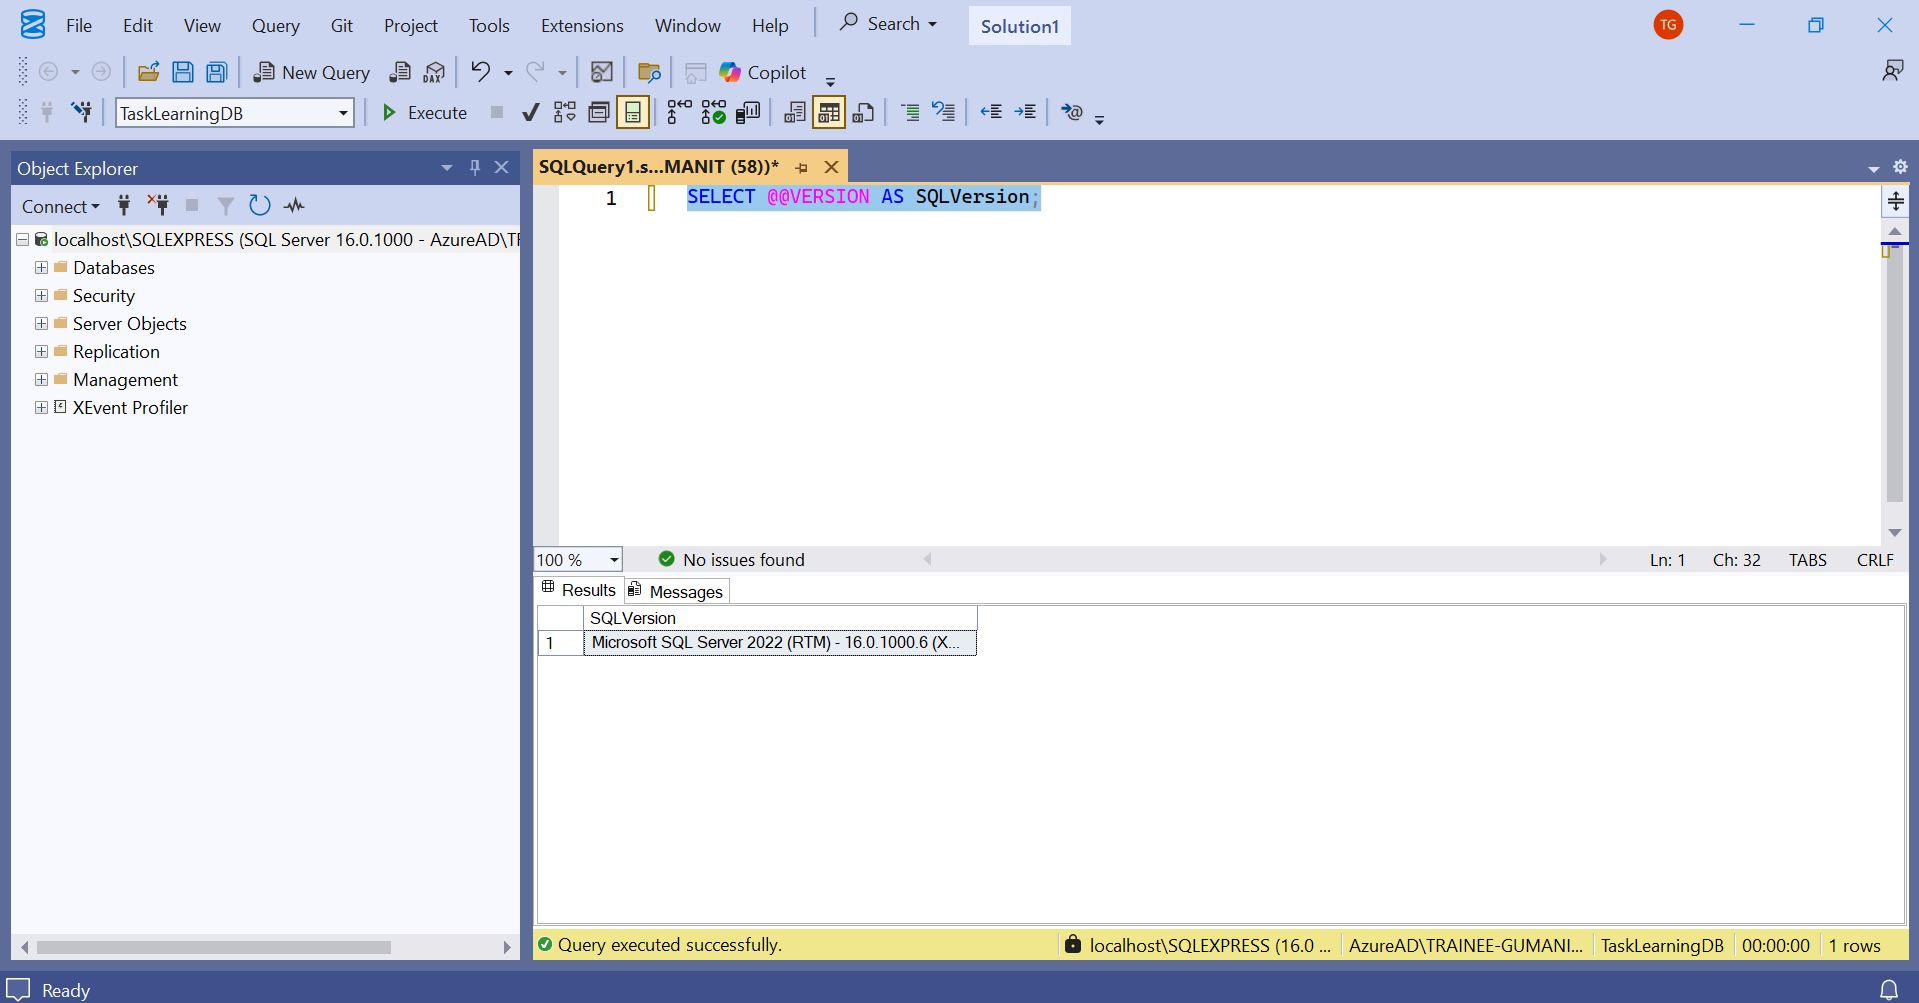 File Edit View Query Git Project Tools Extensions Window Help Search Solution1 TG
New Query DAX Copilot
TaskLearningDB Execute
Object Explorer
SQLQuery1.s...MANIT (58))*
1 SELECT @@VERSION AS SQLVersion;
Connect
localhost\SQLEXPRESS (SQL Server 16.0.1000 - AzureAD\TR
Databases
Security
Server Objects
Replication
Management
XEvent Profiler
100 % No issues found Ln: 1 Ch: 32 TABS CRLF
Results Messages
SQLVersion
1 Microsoft SQL Server 2022 (RTM) - 16.0.1000.6 (X...
Query executed successfully. localhost\SQLEXPRESS (16.0 ... AzureAD\TRAINEE-GUMANI... TaskLearningDB 00:00:00 1 rows
Ready